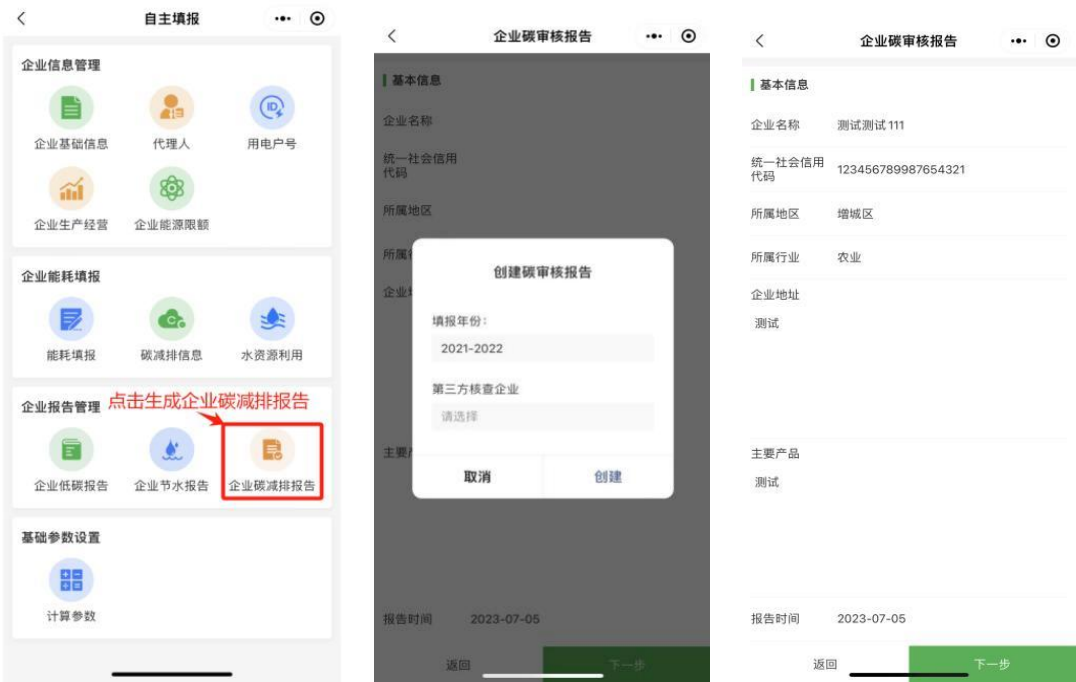 自主填报
企业信息管理
企业基础信息
代理人
用电户号
企业生产经营
企业能源限额
企业能耗填报
能耗填报
碳减排信息
水资源利用
企业报告管理
点击生成企业碳减排报告
企业低碳报告
企业节水报告
企业碳减排报告
基础参数设置
计算参数
企业碳审核报告
基本信息
企业名称
统一社会信用
代码
所属地区
所属
企业
创建碳审核报告
填报年份：
2021-2022
第三方核查企业
请选择
取消
创建
主要
报告时间 2023-07-05
返回
下一步
企业碳审核报告
基本信息
企业名称 测试测试111
统一社会信用
代码
123456789987654321
所属地区 增城区
所属行业 农业
企业地址
测试
主要产品
测试
报告时间 2023-07-05
返回
下一步